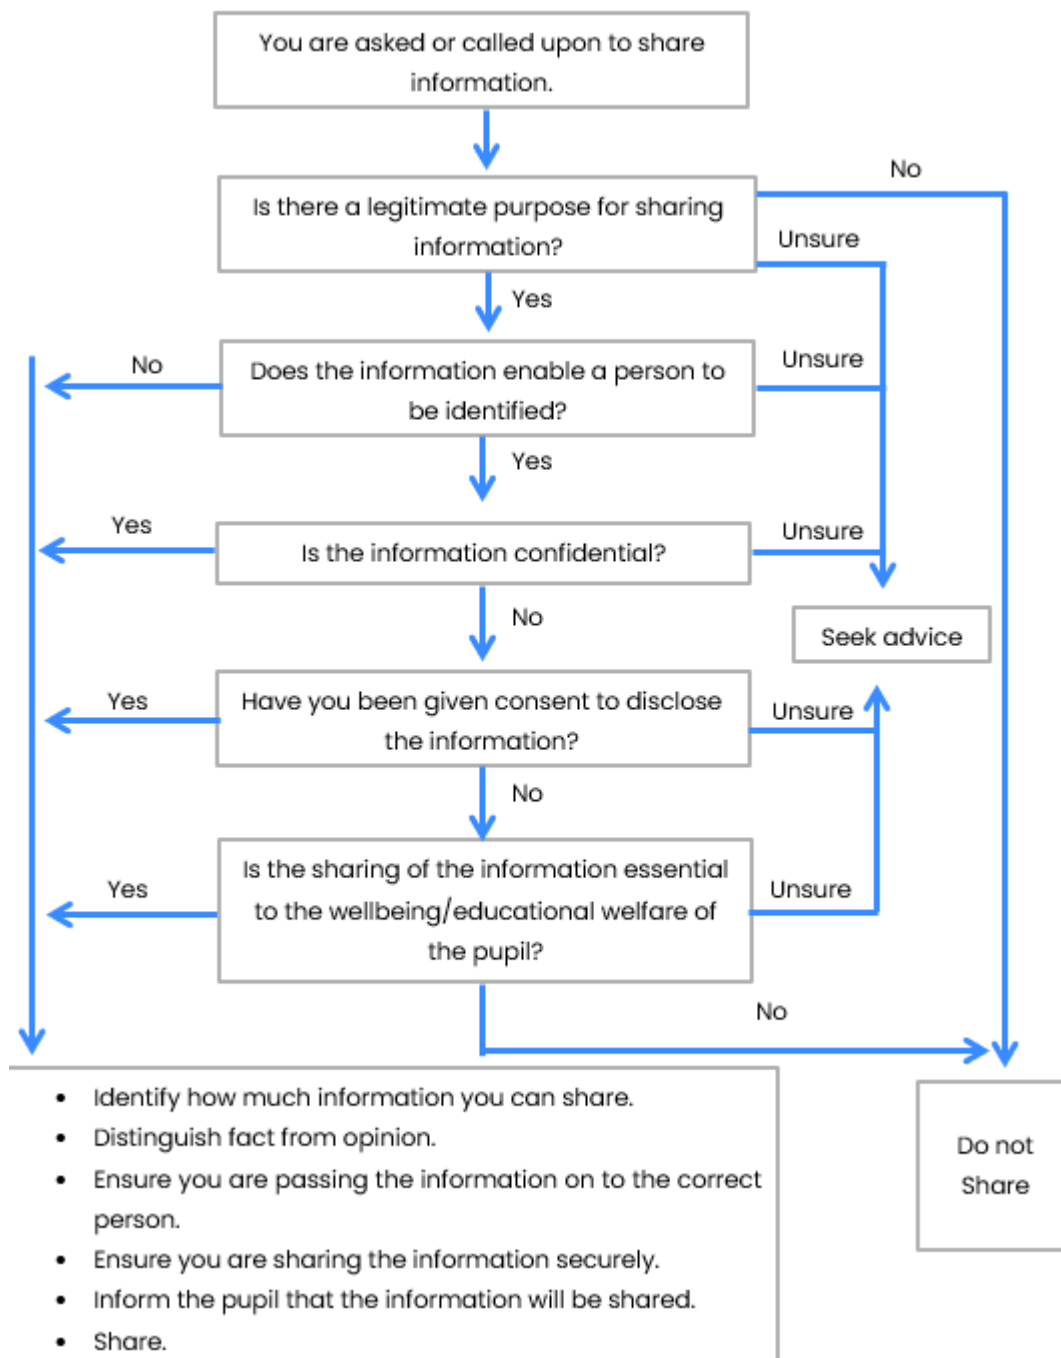 You are asked or called upon to share
information.
No
Is there a legitimate purpose for sharing
information?
Unsure
Yes
No
Does the information enable a person to
be identified?
Unsure
Yes
Yes
Is the information confidential?
Unsure
No
Seek advice
Yes
Have you been given consent to disclose
the information?
Unsure
No
Yes
Is the sharing of the information essential
to the wellbeing/educational welfare of
the pupil?
Unsure
No
• Identify how much information you can share.
• Distinguish fact from opinion.
• Ensure you are passing the information on to the correct
person.
• Ensure you are sharing the information securely.
• Inform the pupil that the information will be shared.
• Share.
Do not
Share